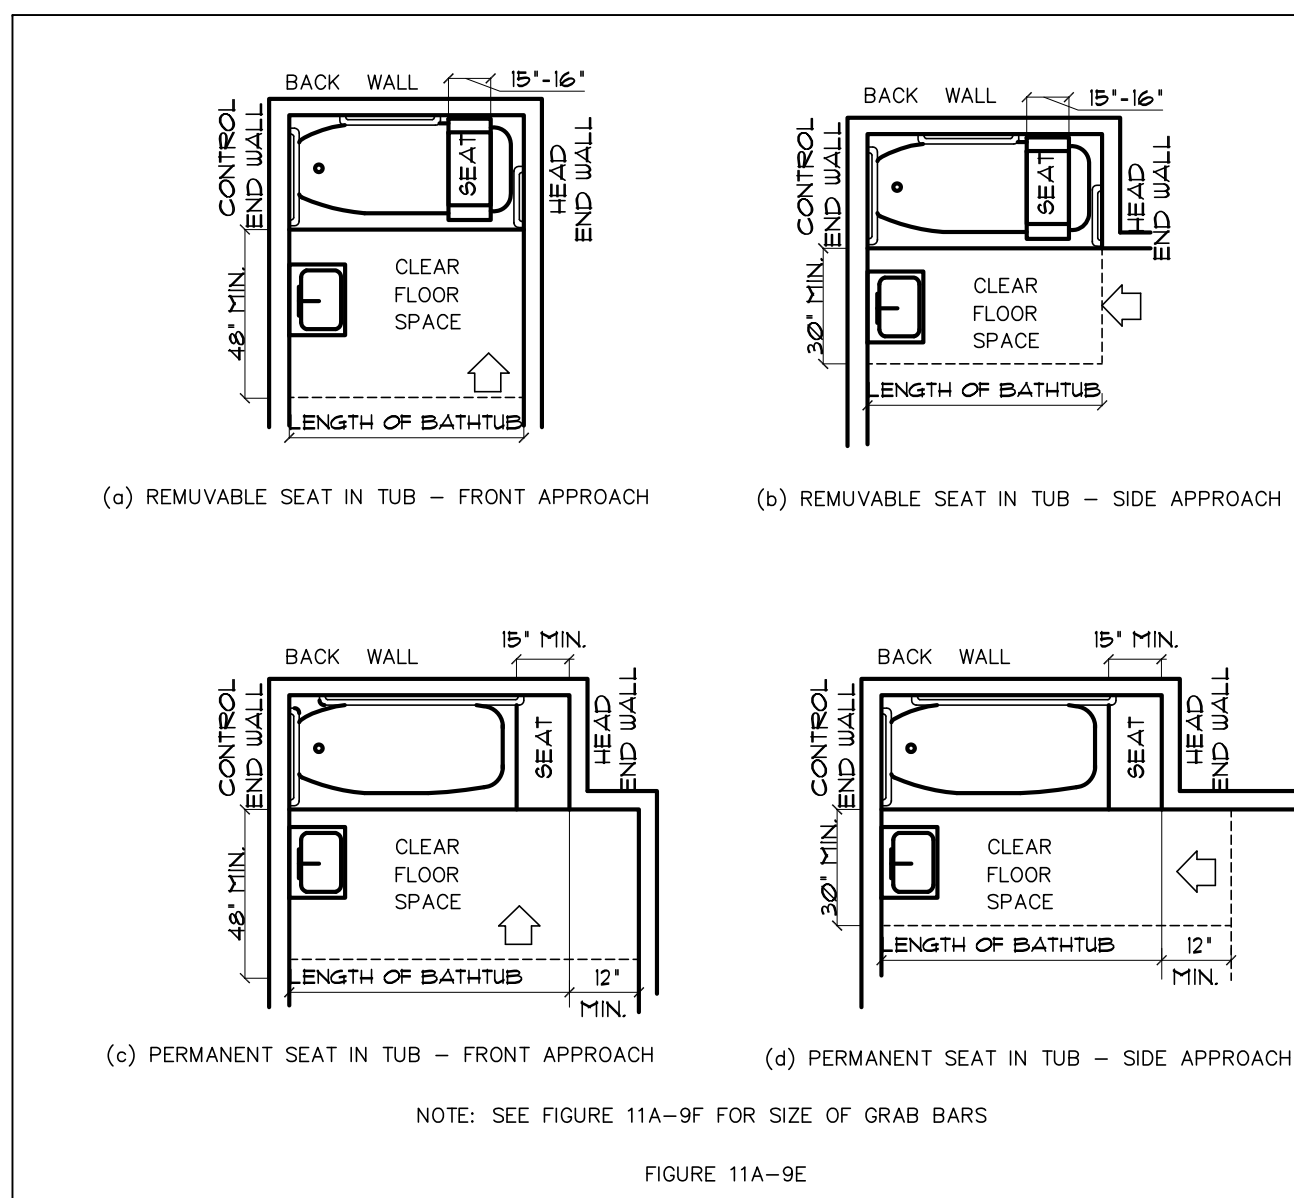 BACK WALL
15"-16"
CONTROL
END WALL
SEAT
HEAD
END WALL
48" MIN.
CLEAR
FLOOR
SPACE
LENGTH OF BATHTUB
(a) REMUVABLE SEAT IN TUB – FRONT APPROACH
BACK WALL
15"-16"
CONTROL
END WALL
SEAT
HEAD
END WALL
30" MIN.
CLEAR
FLOOR
SPACE
LENGTH OF BATHTUB
(b) REMUVABLE SEAT IN TUB – SIDE APPROACH
BACK WALL
15" MIN.
CONTROL
END WALL
SEAT
HEAD
END WALL
48" MIN.
CLEAR
FLOOR
SPACE
LENGTH OF BATHTUB
12"
MIN.
(c) PERMANENT SEAT IN TUB – FRONT APPROACH
BACK WALL
15" MIN.
CONTROL
END WALL
SEAT
HEAD
END WALL
30" MIN.
CLEAR
FLOOR
SPACE
LENGTH OF BATHTUB
12"
MIN.
(d) PERMANENT SEAT IN TUB – SIDE APPROACH
NOTE: SEE FIGURE 11A–9F FOR SIZE OF GRAB BARS
FIGURE 11A–9E